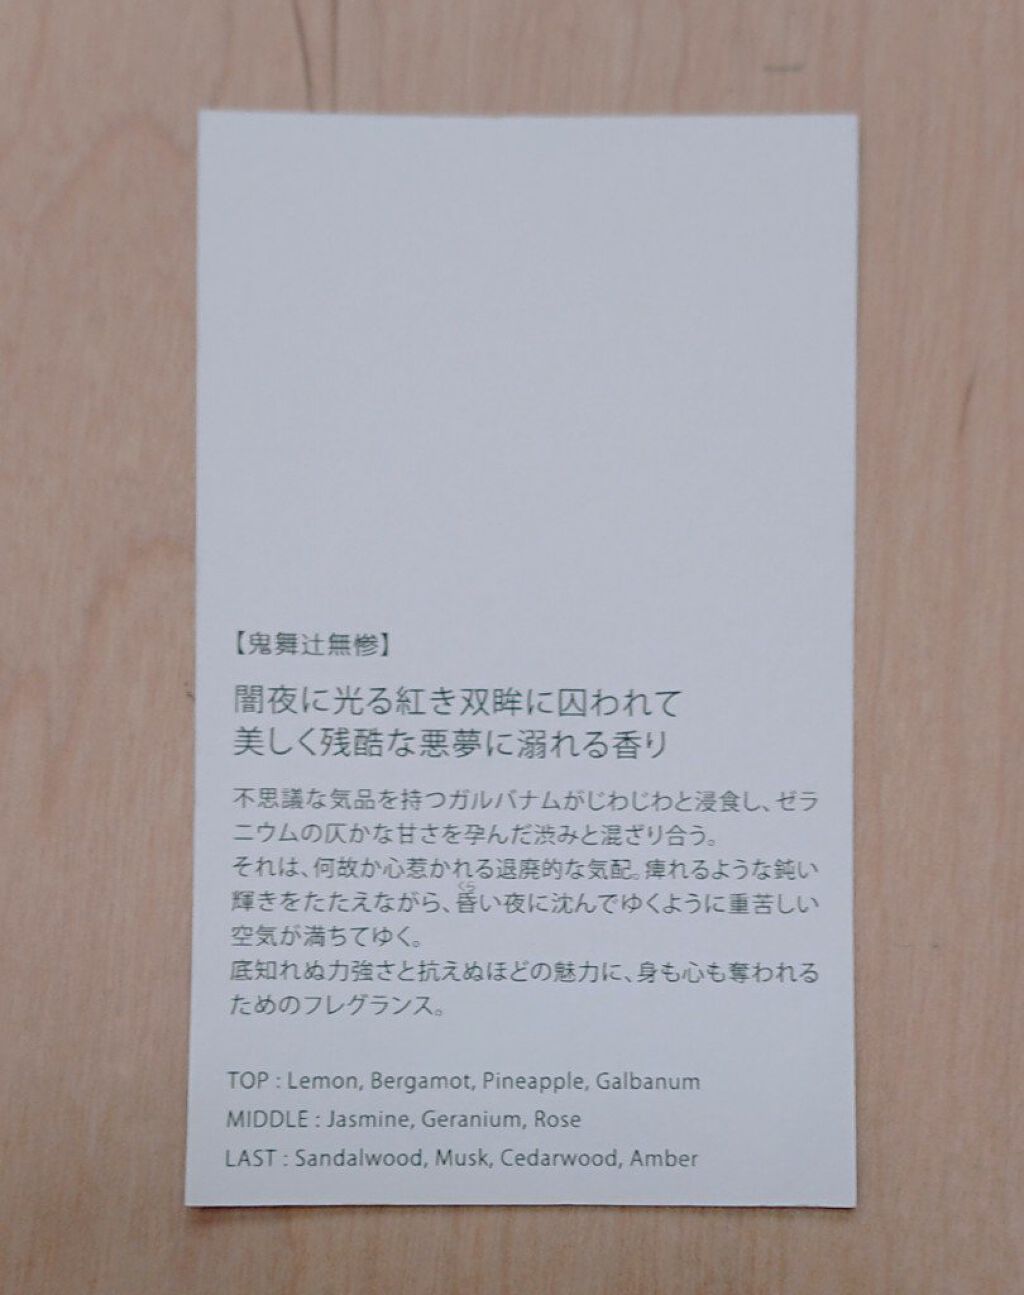 【鬼舞辻無惨】
闇夜に光る紅き双眸に囚われて
美しく残酷な悪夢に溺れる香り
不思議な気品を持つガルバナムがじわじわと浸食し、ゼラ
ニウムの仄かな甘さを孕んだ渋みと混ざり合う。
それは、何故か心惹かれる退廃的な気配。痺れるような鈍い
くら
輝きをたたえながら、昏い夜に沈んでゆくように重苦しい
空気が満ちてゆく。
底知れぬ力強さと抗えぬほどの魅力に、身も心も奪われる
ためのフレグランス。
TOP : Lemon, Bergamot, Pineapple, Galbanum
MIDDLE : Jasmine, Geranium, Rose
LAST : Sandalwood, Musk, Cedarwood, Amber